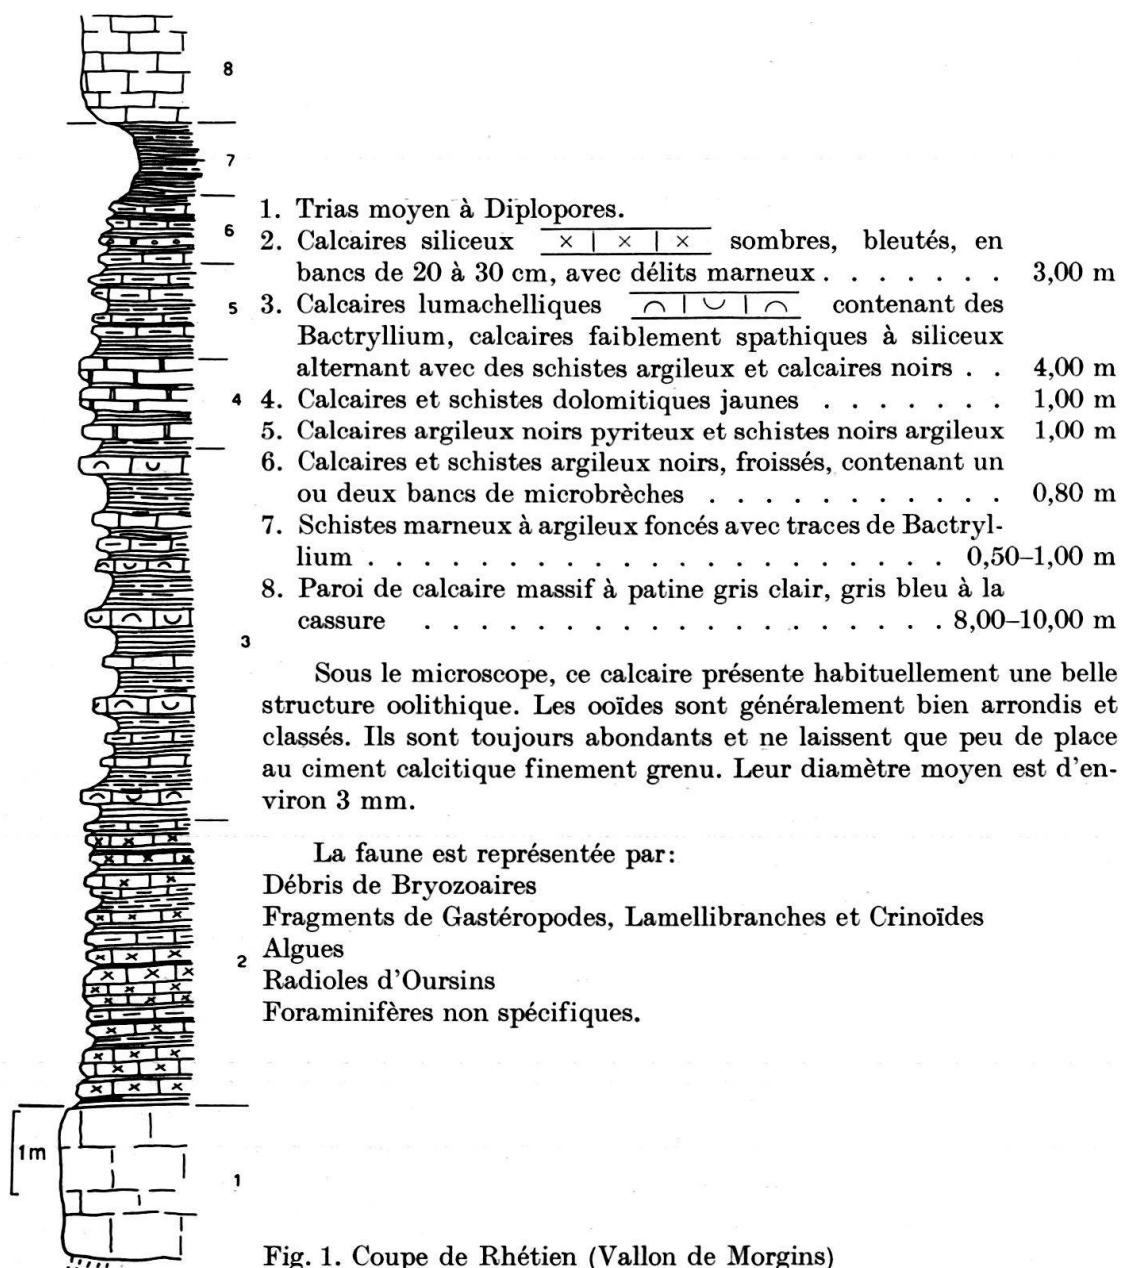 8
7
6
5
4
3
2
1
1m
1. Trias moyen à Diplopores.
2. Calcaires siliceux × | × | × sombres, bleutés, en
bancs de 20 à 30 cm, avec délits marneux . . . . . . . 3,00 m
3. Calcaires lumachelliques contenant des
Bactryllium, calcaires faiblement spathiques à siliceux
alternant avec des schistes argileux et calcaires noirs . . 4,00 m
4. Calcaires et schistes dolomitiques jaunes . . . . . . . 1,00 m
5. Calcaires argileux noirs pyriteux et schistes noirs argileux 1,00 m
6. Calcaires et schistes argileux noirs, froissés, contenant un
ou deux bancs de microbrèches . . . . . . . . . . . 0,80 m
7. Schistes marneux à argileux foncés avec traces de Bactryl-
lium . . . . . . . . . . . . . . . . . . . . . 0,50–1,00 m
8. Paroi de calcaire massif à patine gris clair, gris bleu à la
cassure . . . . . . . . . . . . . . . . . . . 8,00–10,00 m
Sous le microscope, ce calcaire présente habituellement une belle
structure oolithique. Les ooïdes sont généralement bien arrondis et
classés. Ils sont toujours abondants et ne laissent que peu de place
au ciment calcitique finement grenu. Leur diamètre moyen est d'en-
viron 3 mm.
La faune est représentée par:
Débris de Bryozoaires
Fragments de Gastéropodes, Lamellibranches et Crinoïdes
Algues
Radioles d'Oursins
Foraminifères non spécifiques.
Fig. 1. Coupe de Rhétien (Vallon de Morgins)